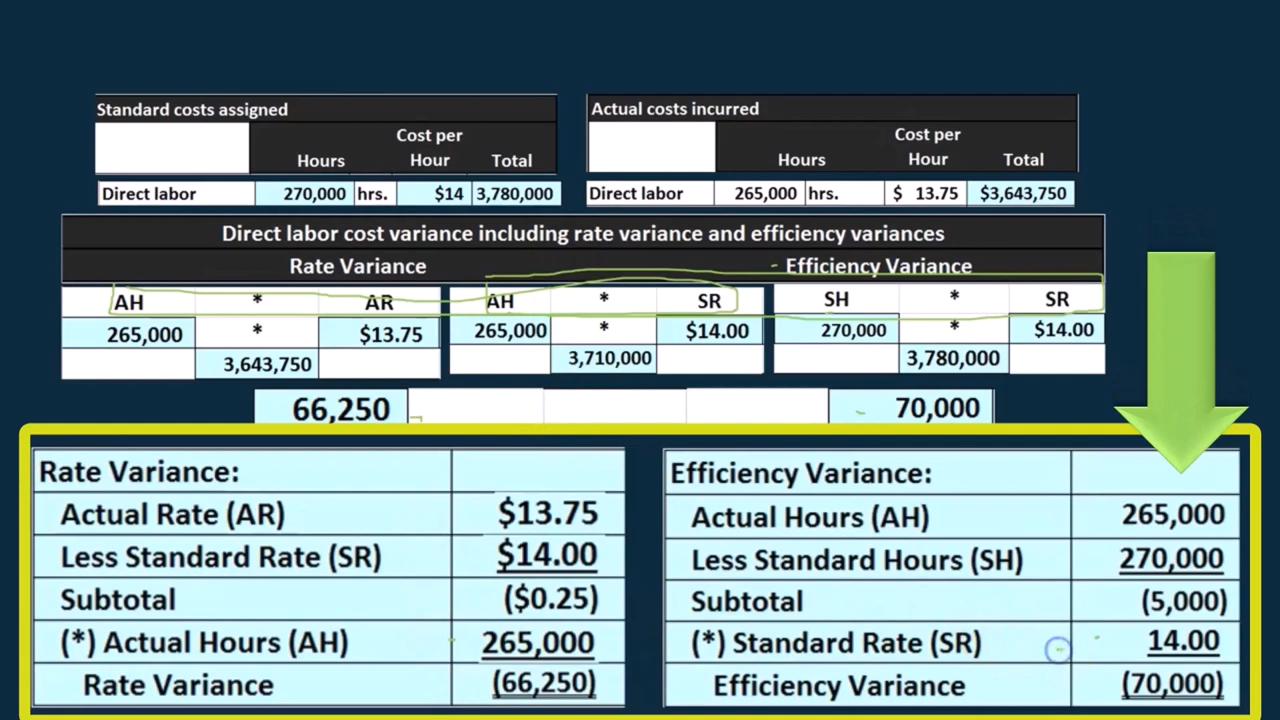 Standard costs assigned
Cost per
Hours Hour Total
Direct labor 270,000 hrs. $14 3,780,000
Actual costs incurred
Cost per
Hours Hour Total
Direct labor 265,000 hrs. $ 13.75 $3,643,750
Direct labor cost variance including rate variance and efficiency variances
Rate Variance Efficiency Variance
AH * AR AH * SR SH * SR
265,000 * $13.75 265,000 * $14.00 270,000 * $14.00
3,643,750 3,710,000 3,780,000
66,250 70,000
Rate Variance:
Actual Rate (AR) $13.75
Less Standard Rate (SR) $14.00
Subtotal ($0.25)
(*) Actual Hours (AH) 265,000
Rate Variance (66,250)
Efficiency Variance:
Actual Hours (AH) 265,000
Less Standard Hours (SH) 270,000
Subtotal (5,000)
(*) Standard Rate (SR) 14.00
Efficiency Variance (70,000)